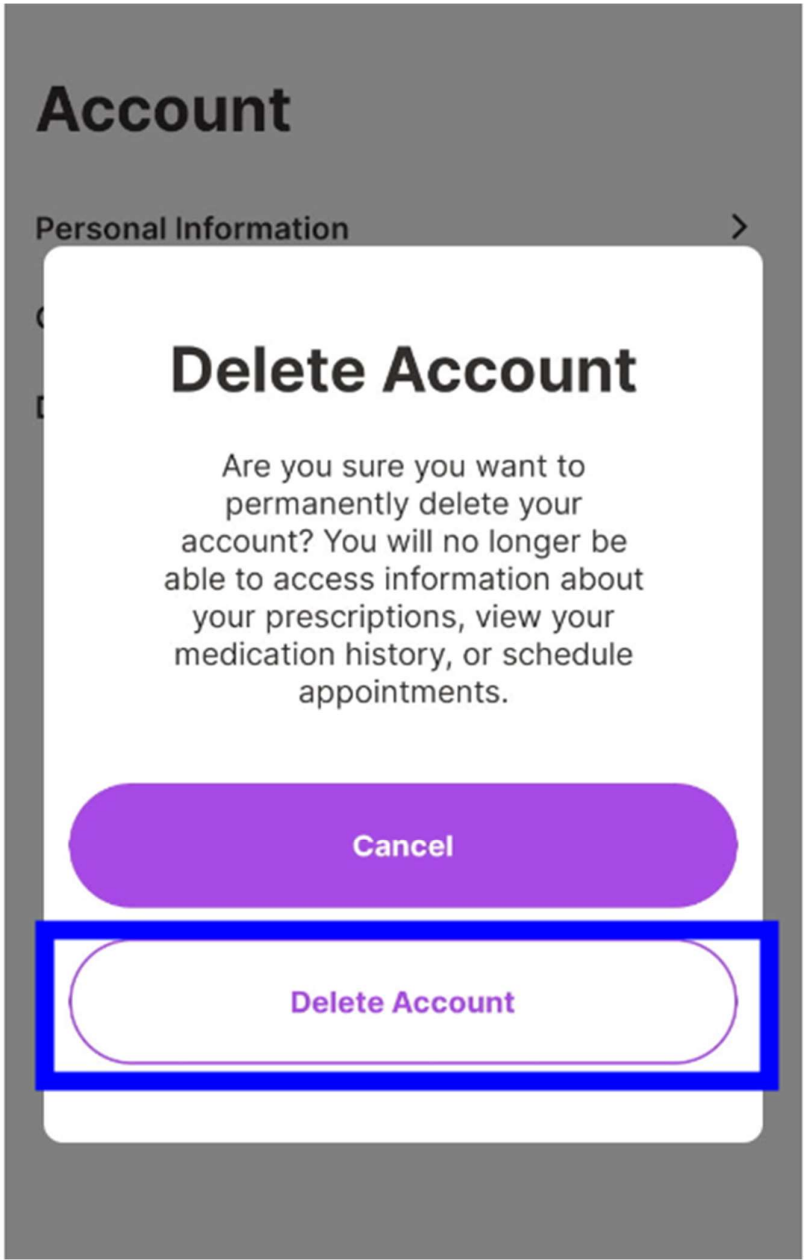 Account
Personal Information
Delete Account
Are you sure you want to
permanently delete your
account? You will no longer be
able to access information about
your prescriptions, view your
medication history, or schedule
appointments.
Cancel
Delete Account